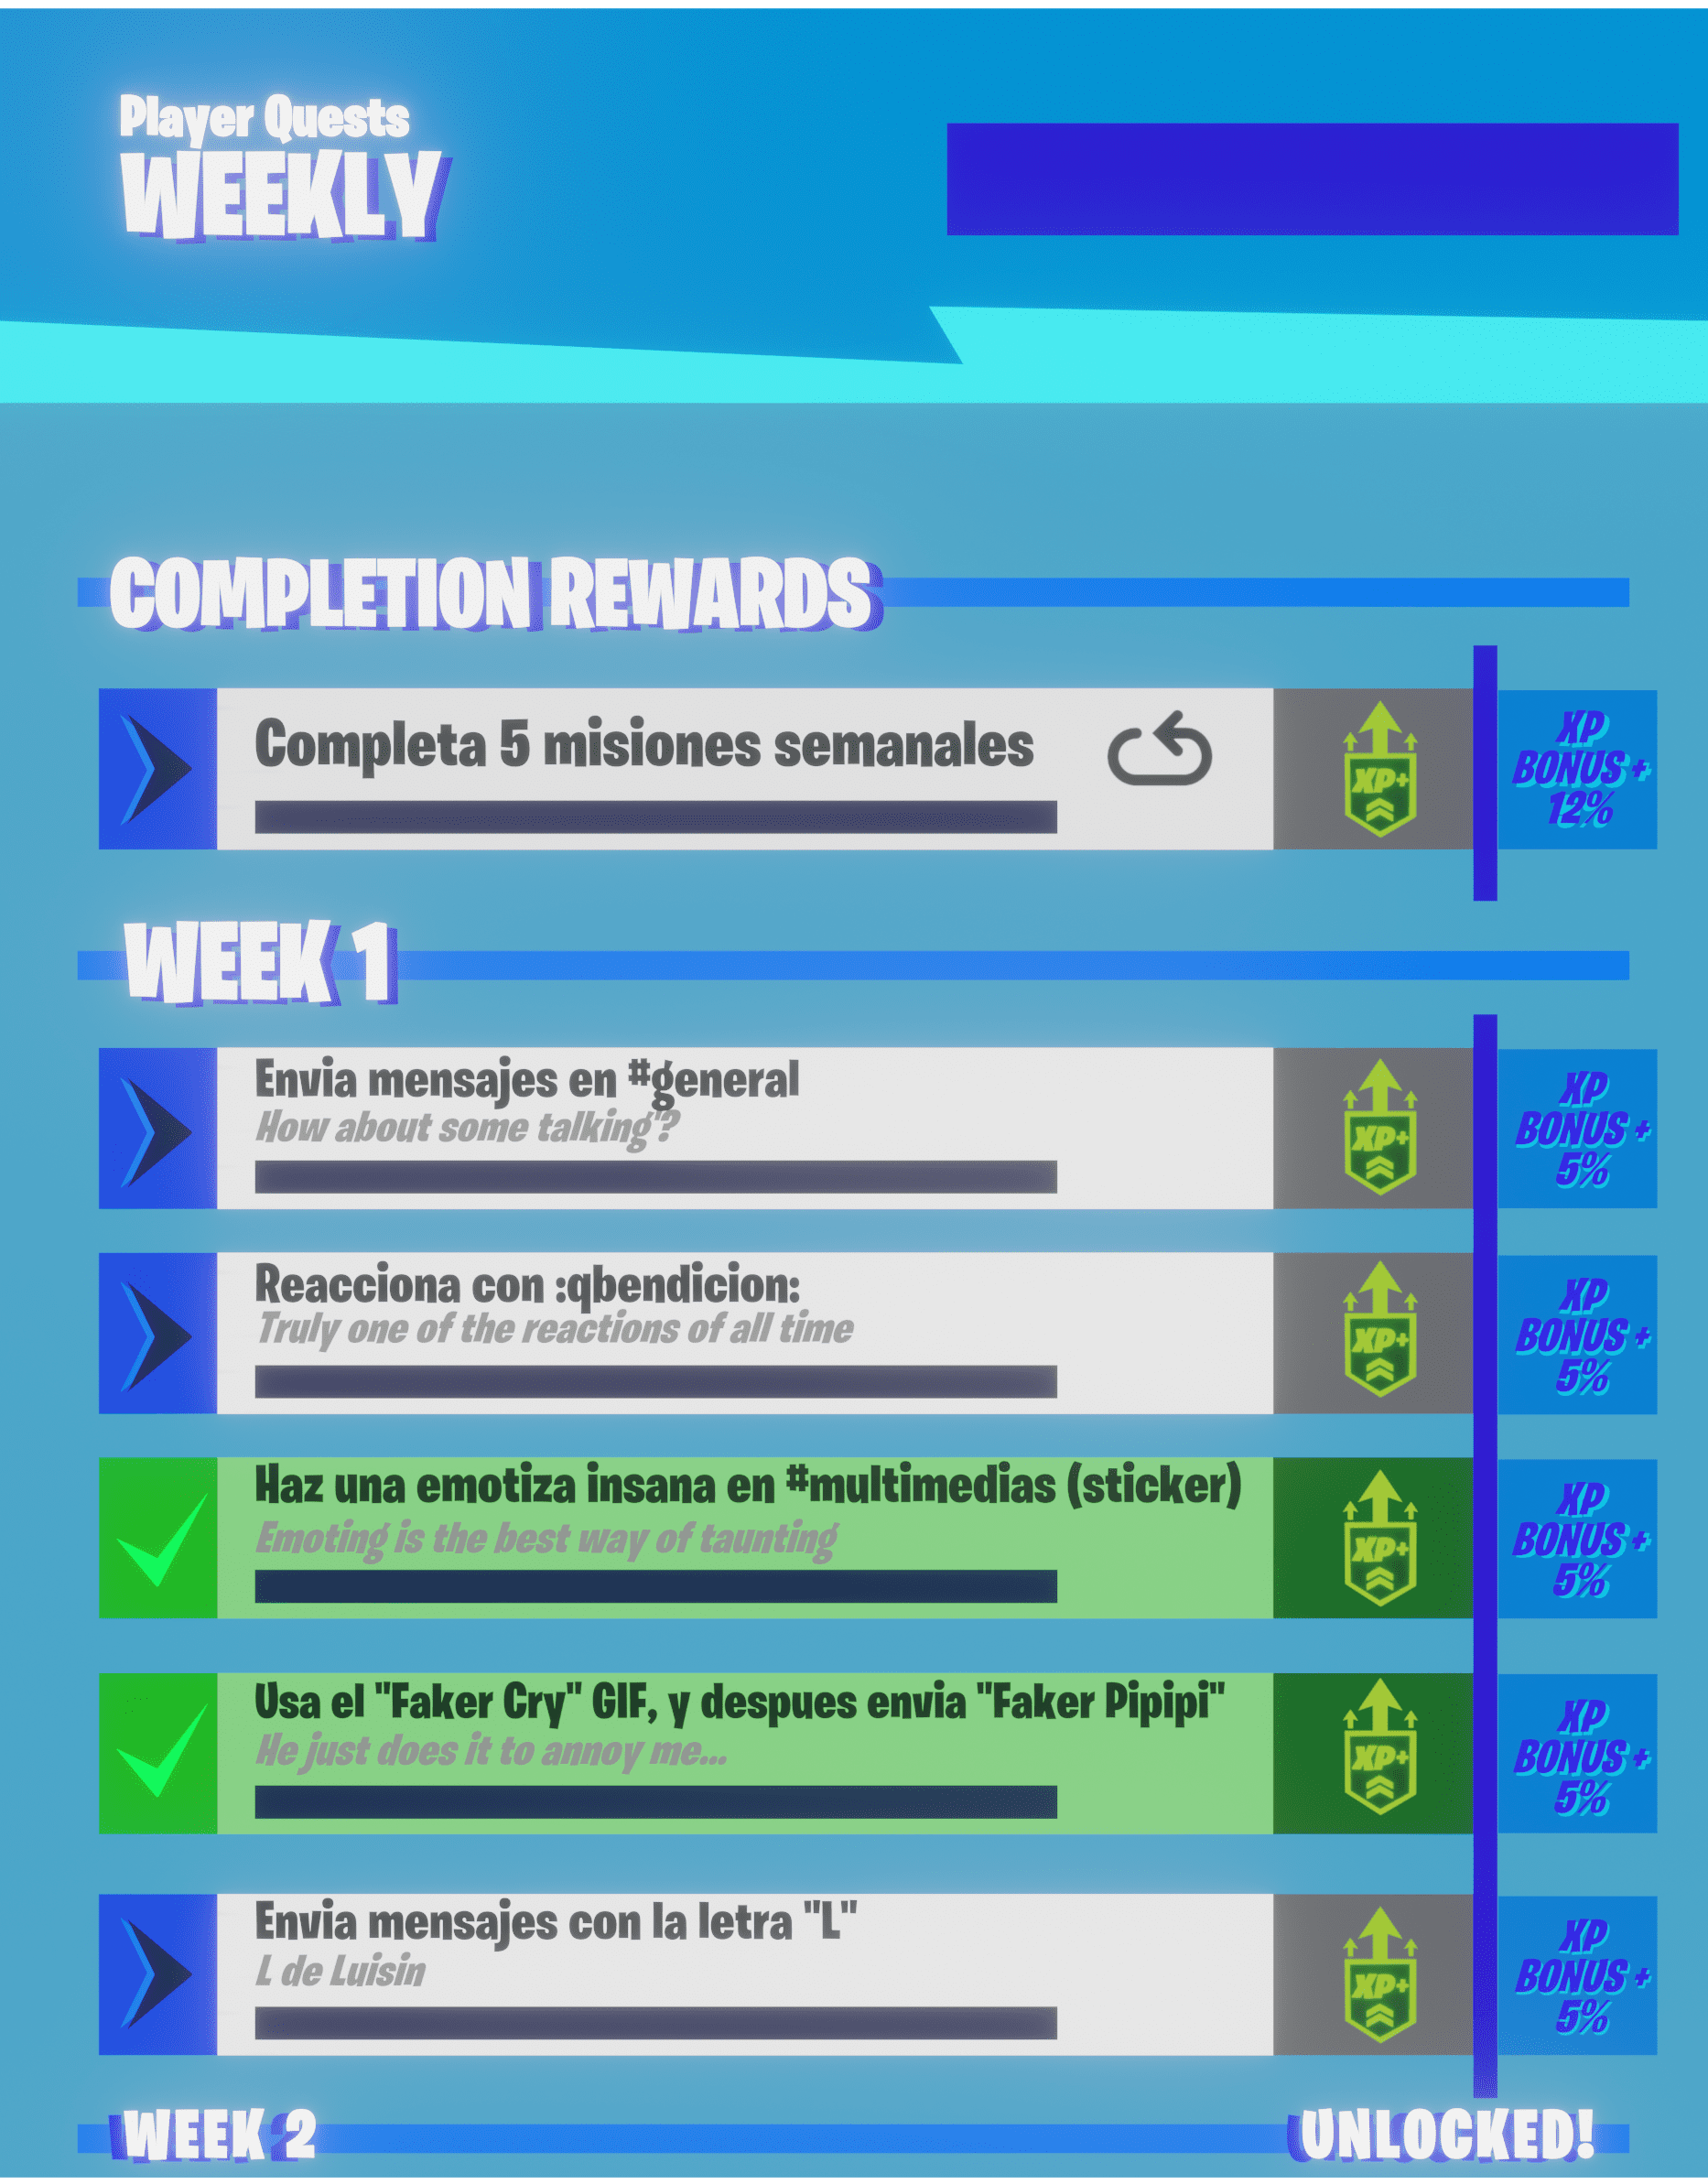 Player Quests
WEEKLY
COMPLETION REWARDS
Completa 5 misiones semanales
XP+
XP
BONUS +
12%
WEEK 1
Envia mensajes en #general
How about some talking?
XP+
XP
BONUS +
5%
Reacciona con :qbendicion:
Truly one of the reactions of all time
XP+
XP
BONUS +
5%
Haz una emotiza insana en #multimedias (sticker)
Emoting is the best way of taunting
XP+
XP
BONUS +
5%
Usa el "Faker Cry" GIF, y despues envia "Faker Pipipi"
He just does it to annoy me...
XP+
XP
BONUS +
5%
Envia mensajes con la letra "L"
L de Luisin
XP+
XP
BONUS +
5%
WEEK 2
UNLOCKED!